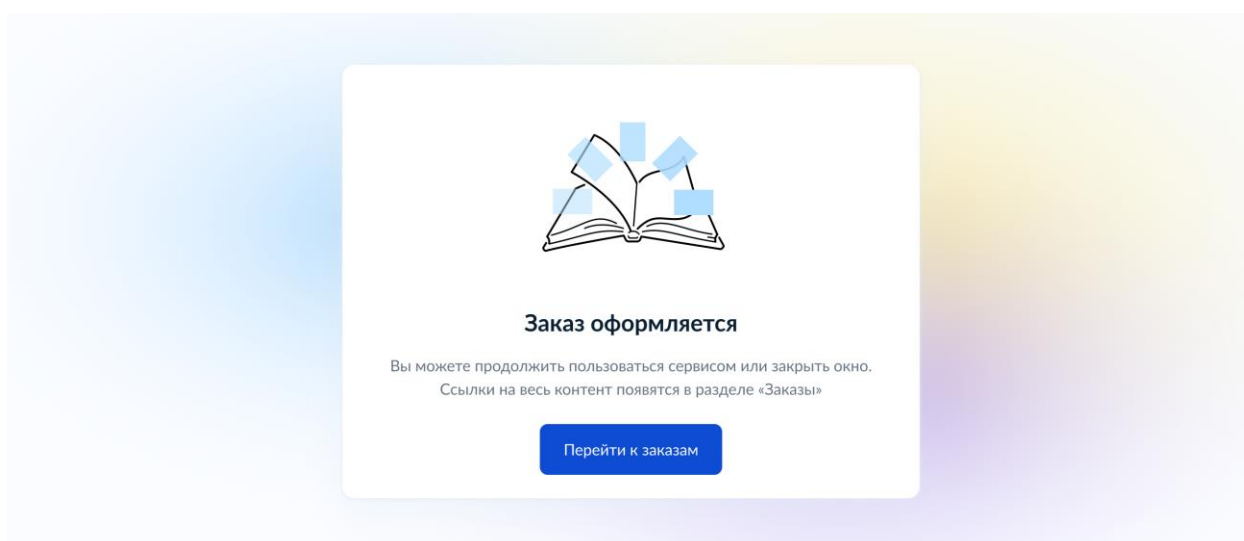 Заказ оформляется
Вы можете продолжить пользоваться сервисом или закрыть окно.
Ссылки на весь контент появятся в разделе «Заказы»
Перейти к заказам